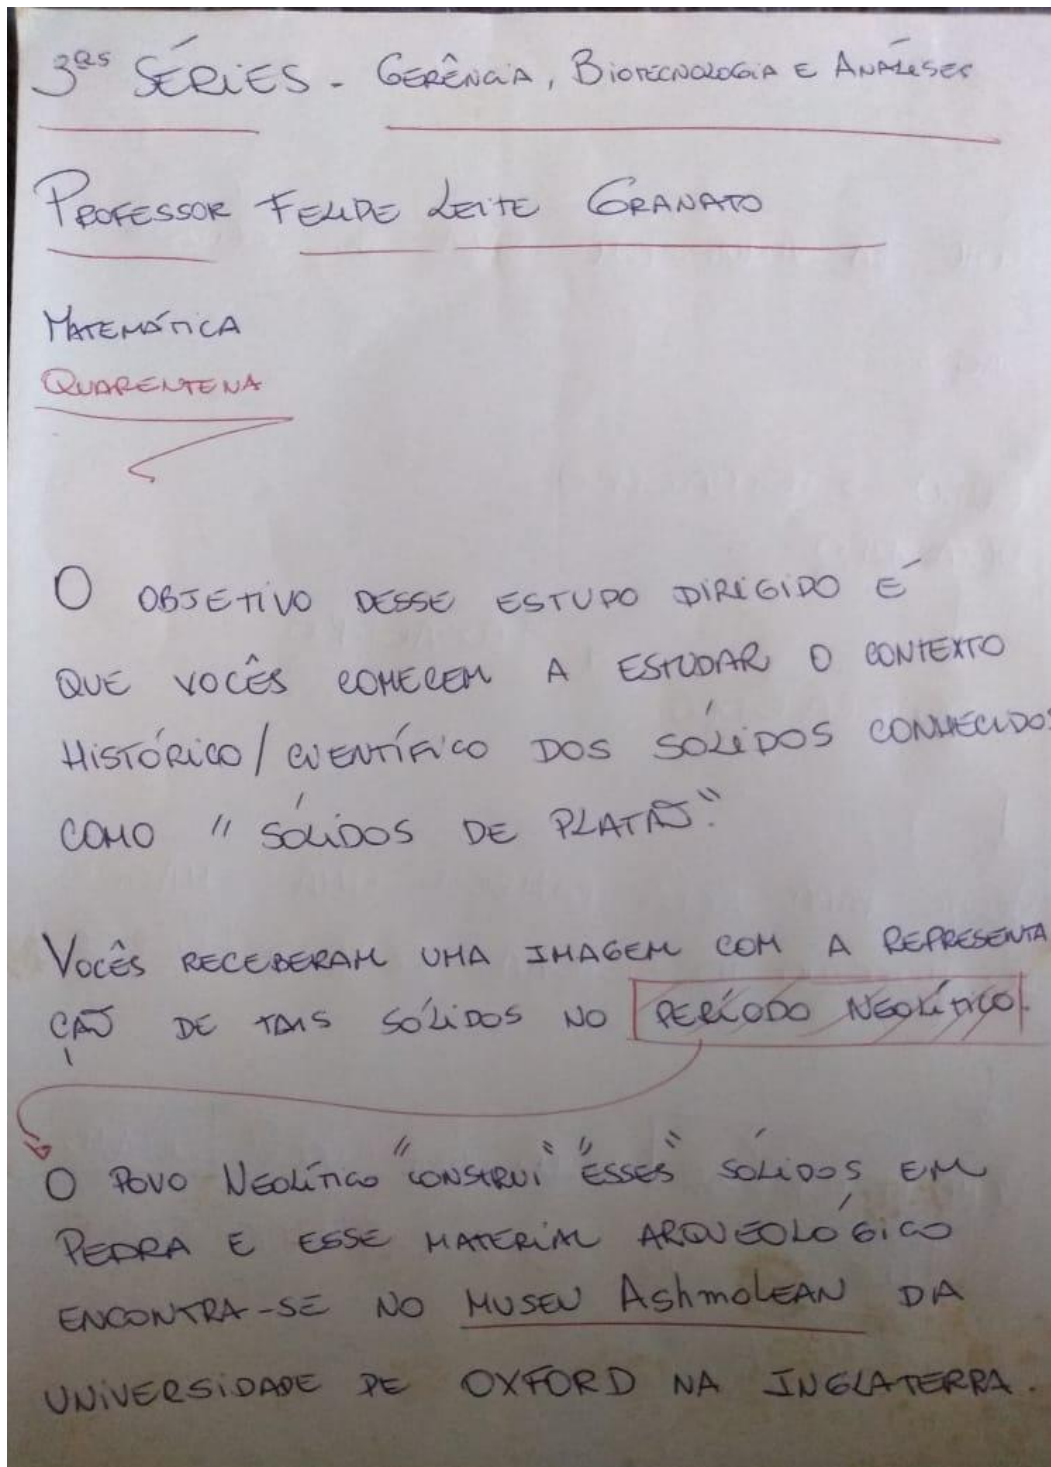 3ªs SÉRIES - GERÊNCIA, BIOTECNOLOGIA E ANÁLISES
PROFESSOR FELIPE LEITE GRANATO
MATEMÁTICA
QUARENTENA
O OBJETIVO DESSE ESTUDO DIRIGIDO É
QUE VOCÊS COMECEM A ESTUDAR O CONTEXTO
HISTÓRICO/CIENTÍFICO DOS SÓLIDOS CONHECIDOS
COMO "SÓLIDOS DE PLATÃO".
VOCÊS RECEBERAM UMA IMAGEM COM A REPRESENTA
ÇÃO DE TAIS SÓLIDOS NO PERÍODO NEOLÍTICO.
O POVO NEOLÍTICO "CONSTRUI" "ESSES" SÓLIDOS EM
PEDRA E ESSE MATERIAL ARQUEOLÓGICO
ENCONTRA-SE NO MUSEU AShmoLEAN DA
UNIVERSIDADE DE OXFORD NA INGLATERRA.